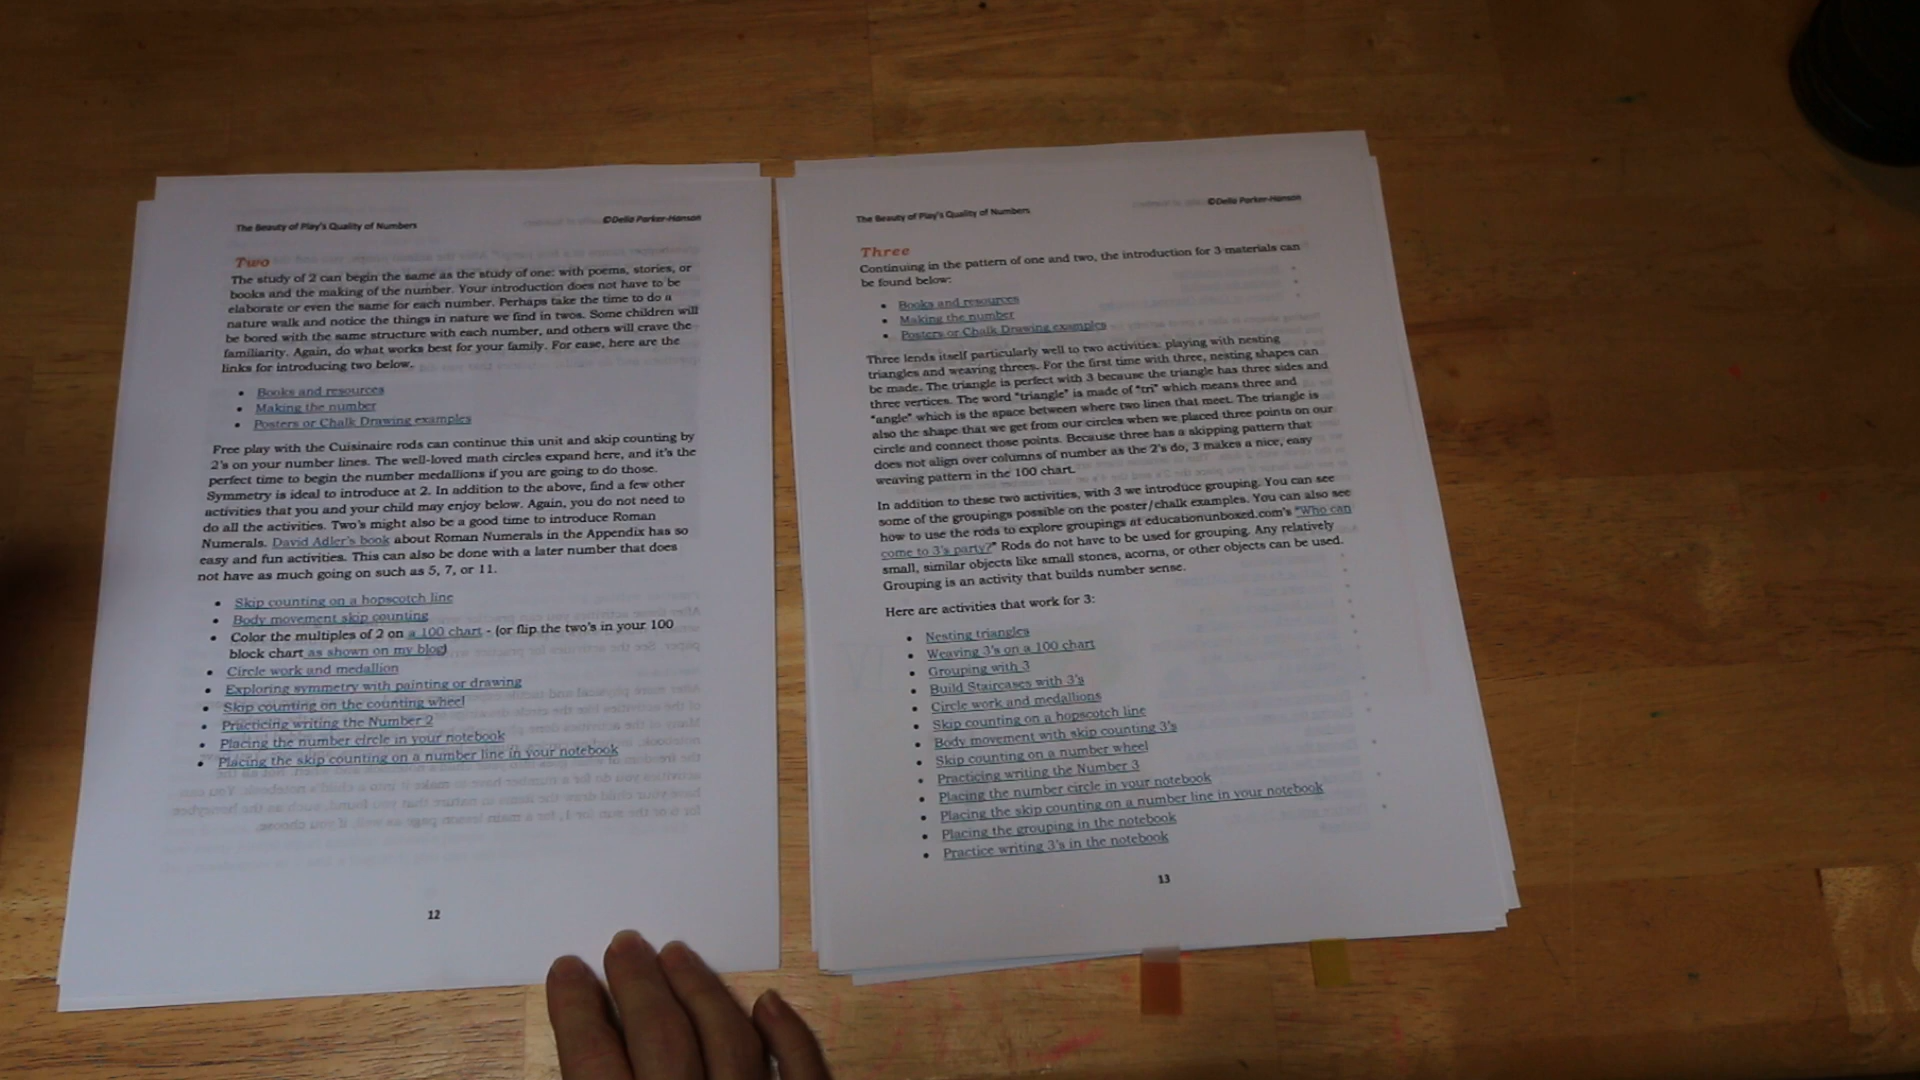 The Beauty of Play's Quality of Numbers
©Delia Parker-Hanson
Two
The study of 2 can begin the same as the study of one: with poems, stories, or
books and the making of the number. Your introduction does not have to be
elaborate or even the same for each number. Perhaps take the time to do a
nature walk and notice the things in nature we find in twos. Some children will
be bored with the same structure with each number, and others will crave the
familiarity. Again, do what works best for your family. For ease, here are the
links for introducing two below.
• Books and resources
• Making the number
• Posters or Chalk Drawing examples
Free play with the Cuisinaire rods can continue this unit and skip counting by
2's on your number lines. The well-loved math circles expand here, and it's the
perfect time to begin the number medallions if you are going to do those.
Symmetry is ideal to introduce at 2. In addition to the above, find a few other
activities that you and your child may enjoy below. Again, you do not need to
do all the activities. Two's might also be a good time to introduce Roman
Numerals. David Adler's book about Roman Numerals in the Appendix has so
easy and fun activities. This can also be done with a later number that does
not have as much going on such as 5, 7, or 11.
• Skip counting on a hopscotch line
• Body movement skip counting
• Color the multiples of 2 on a 100 chart - (or flip the two's in your 100
block chart as shown on my blog)
• Circle work and medallion
• Exploring symmetry with painting or drawing
• Skip counting on the counting wheel
• Practicing writing the Number 2
• Placing the number circle in your notebook
• Placing the skip counting on a number line in your notebook
12
The Beauty of Play's Quality of Numbers
©Delia Parker-Hanson
Three
Continuing in the pattern of one and two, the introduction for 3 materials can
be found below:
• Books and resources
• Making the number
• Posters or Chalk Drawing examples
Three lends itself particularly well to two activities: playing with nesting
triangles and weaving threes. For the first time with three, nesting shapes can
be made. The triangle is perfect with 3 because the triangle has three sides and
three vertices. The word "triangle" is made of "tri" which means three and
"angle" which is the space between where two lines that meet. The triangle is
also the shape that we get from our circles when we placed three points on our
circle and connect those points. Because three has a skipping pattern that
does not align over columns of number as the 2's do, 3 makes a nice, easy
weaving pattern in the 100 chart.
In addition to these two activities, with 3 we introduce grouping. You can see
some of the groupings possible on the poster/chalk examples. You can also see
how to use the rods to explore groupings at educationunboxed.com's "Who can
come to 3's party?" Rods do not have to be used for grouping. Any relatively
small, similar objects like small stones, acorns, or other objects can be used.
Grouping is an activity that builds number sense.
Here are activities that work for 3:
• Nesting triangles
• Weaving 3's on a 100 chart
• Grouping with 3
• Build Staircases with 3's
• Circle work and medallions
• Skip counting on a hopscotch line
• Body movement with skip counting 3's
• Skip counting on a number wheel
• Practicing writing the Number 3
• Placing the number circle in your notebook
• Placing the skip counting on a number line in your notebook
• Placing the grouping in the notebook
• Practice writing 3's in the notebook
13